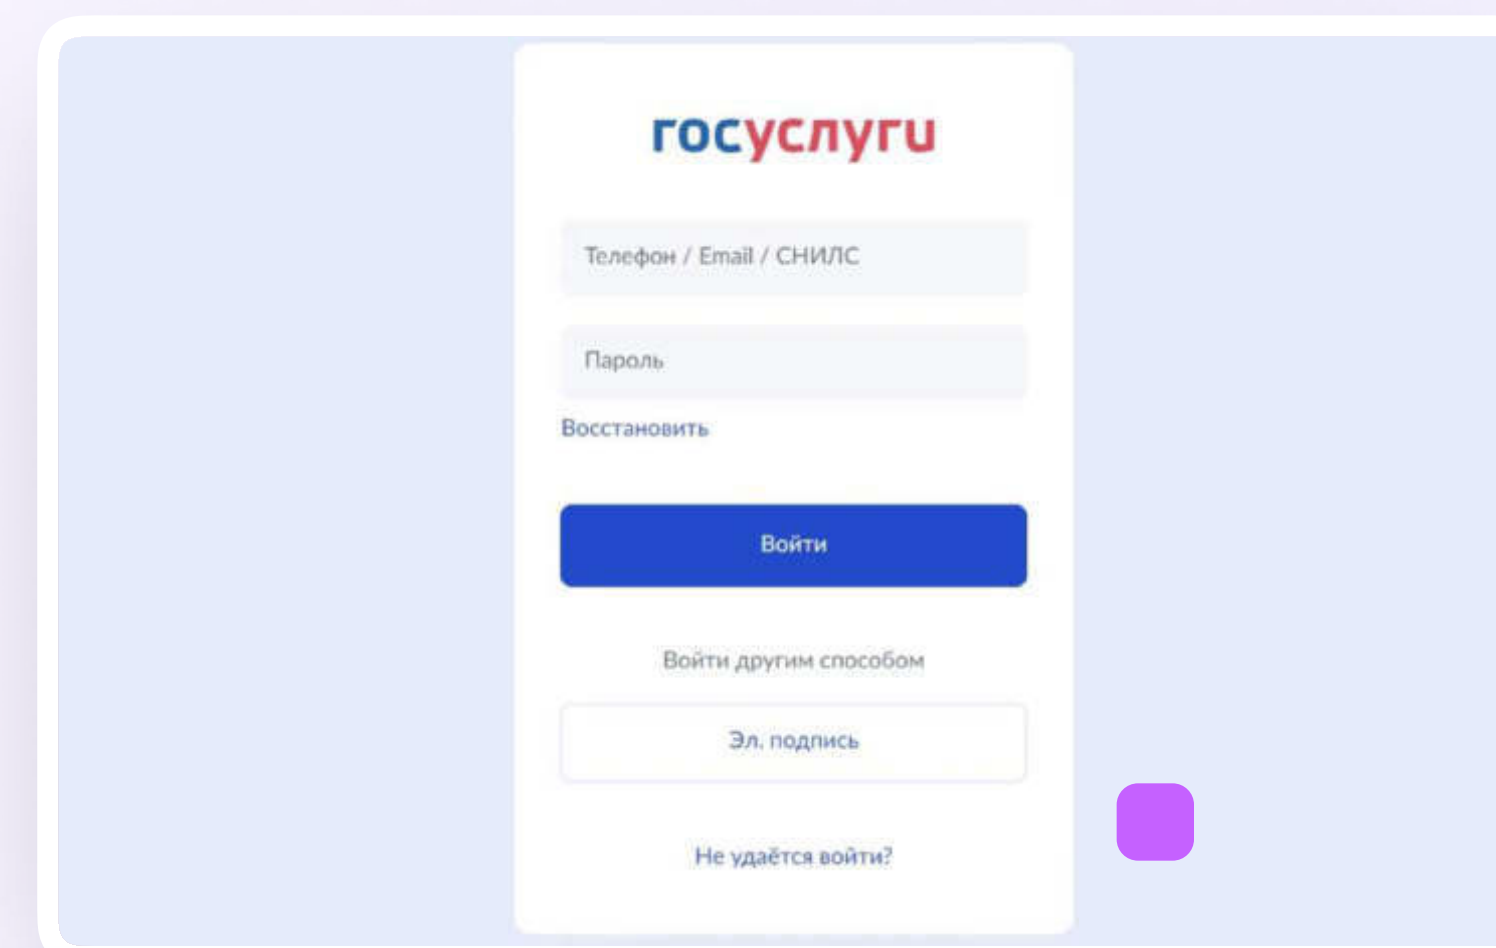 госуслуги
Телефон / Email / СНИЛС
Пароль
Восстановить
Войти
Войти другим способом
Эл. подпись
Не удаётся войти?